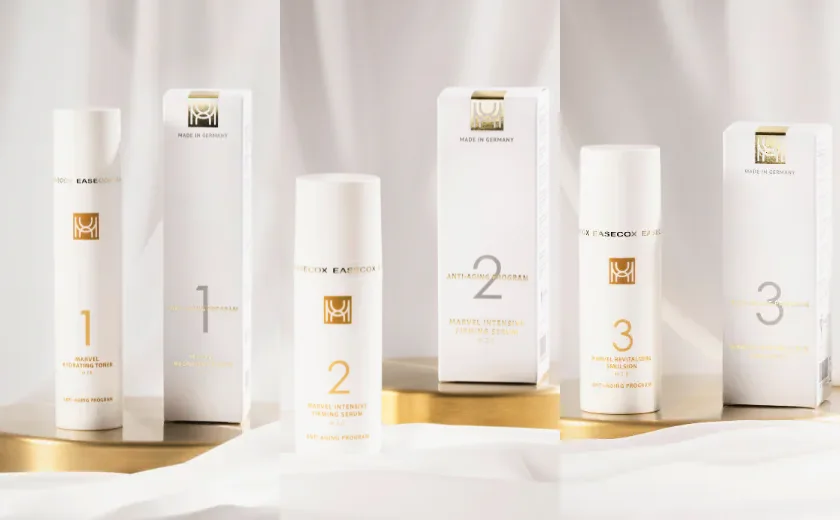 EASECOX
1
MARVEL
HYDRATING TONER
ANTI-AGING PROGRAM
MADE IN GERMANY
1
EASECOX EASECOX
2
MARVEL INTENSIVE
FIRMING SERUM
ANTI-AGING PROGRAM
MADE IN GERMANY
ANTI-AGING PROGRAM
2
MARVEL INTENSIVE
FIRMING SERUM
EASECOX
3
MARVEL REVITALIZING
EMULSION
ANTI-AGING PROGRAM
MADE IN GERMANY
3